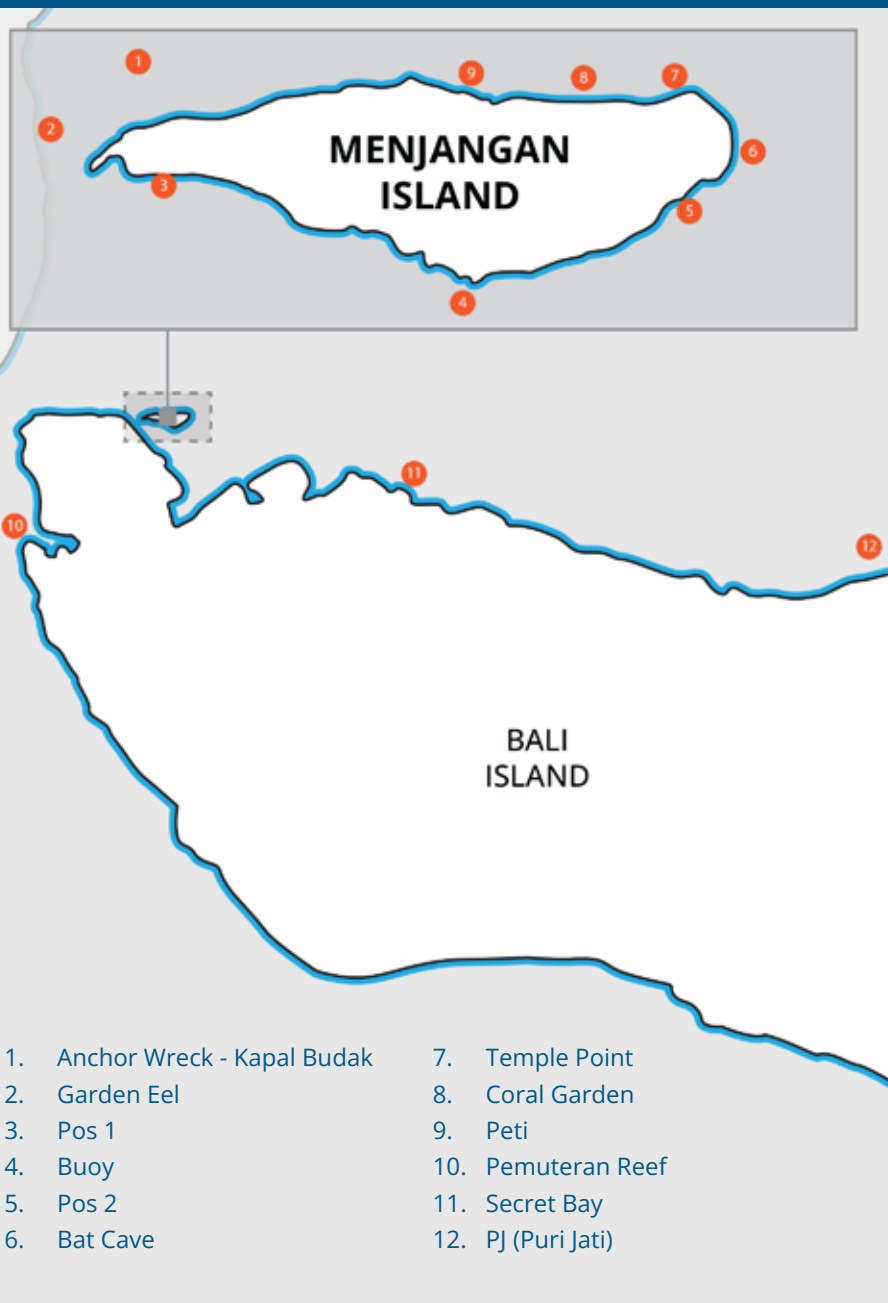 1
9
8
7
2
6
MENJANGAN
ISLAND
3
5
4
11
10
12
BALI
ISLAND
1. Anchor Wreck - Kapal Budak
2. Garden Eel
3. Pos 1
4. Buoy
5. Pos 2
6. Bat Cave
7. Temple Point
8. Coral Garden
9. Peti
10. Pemuteran Reef
11. Secret Bay
12. PJ (Puri Jati)